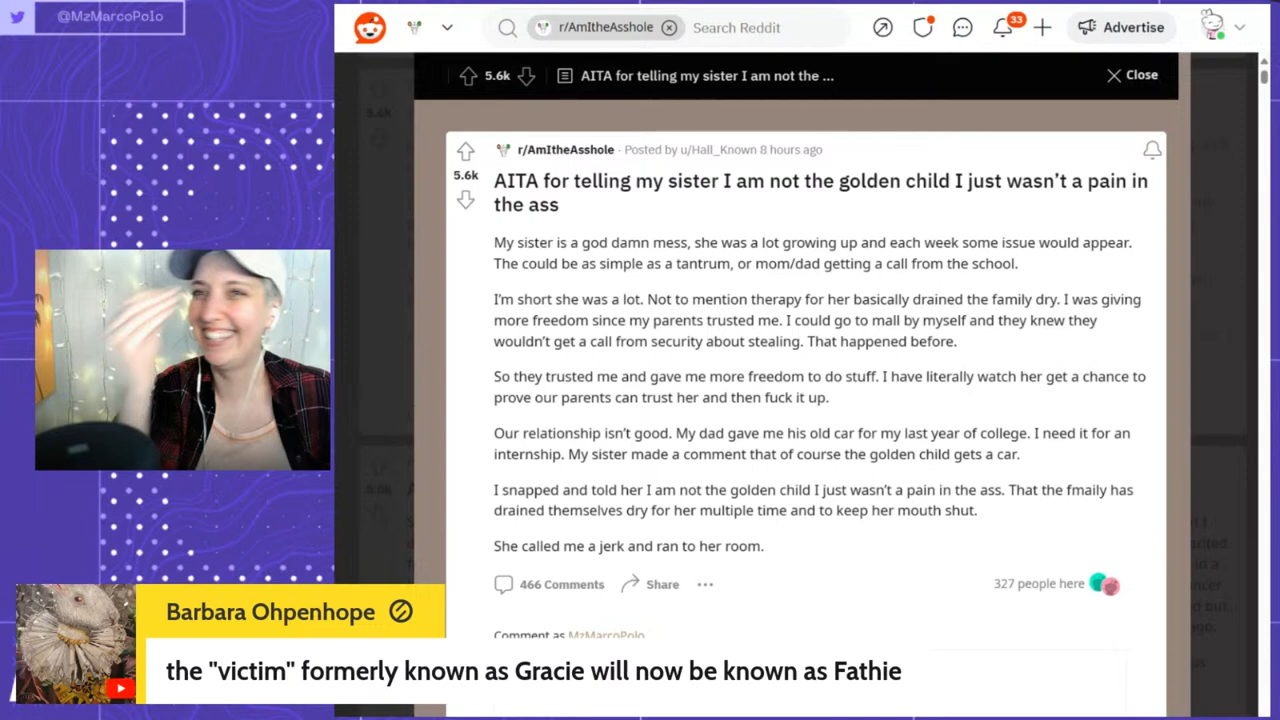 @MzMarcoPolo
r/AmItheAsshole
Search Reddit
33
Advertise
5.6k
AITA for telling my sister I am not the ...
Close
r/AmItheAsshole · Posted by u/Hall_Known 8 hours ago
5.6k
AITA for telling my sister I am not the golden child I just wasn't a pain in
the ass
My sister is a god damn mess, she was a lot growing up and each week some issue would appear.
The could be as simple as a tantrum, or mom/dad getting a call from the school.
I'm short she was a lot. Not to mention therapy for her basically drained the family dry. I was giving
more freedom since my parents trusted me. I could go to mall by myself and they knew they
wouldn't get a call from security about stealing. That happened before.
So they trusted me and gave me more freedom to do stuff. I have literally watch her get a chance to
prove our parents can trust her and then fuck it up.
Our relationship isn't good. My dad gave me his old car for my last year of college. I need it for an
internship. My sister made a comment that of course the golden child gets a car.
I snapped and told her I am not the golden child I just wasn't a pain in the ass. That the fmaily has
drained themselves dry for her multiple time and to keep her mouth shut.
She called me a jerk and ran to her room.
466 Comments
Share
327 people here
Comment as MzMarcoPolo
Barbara Ohpenhope
the "victim" formerly known as Gracie will now be known as Fathie